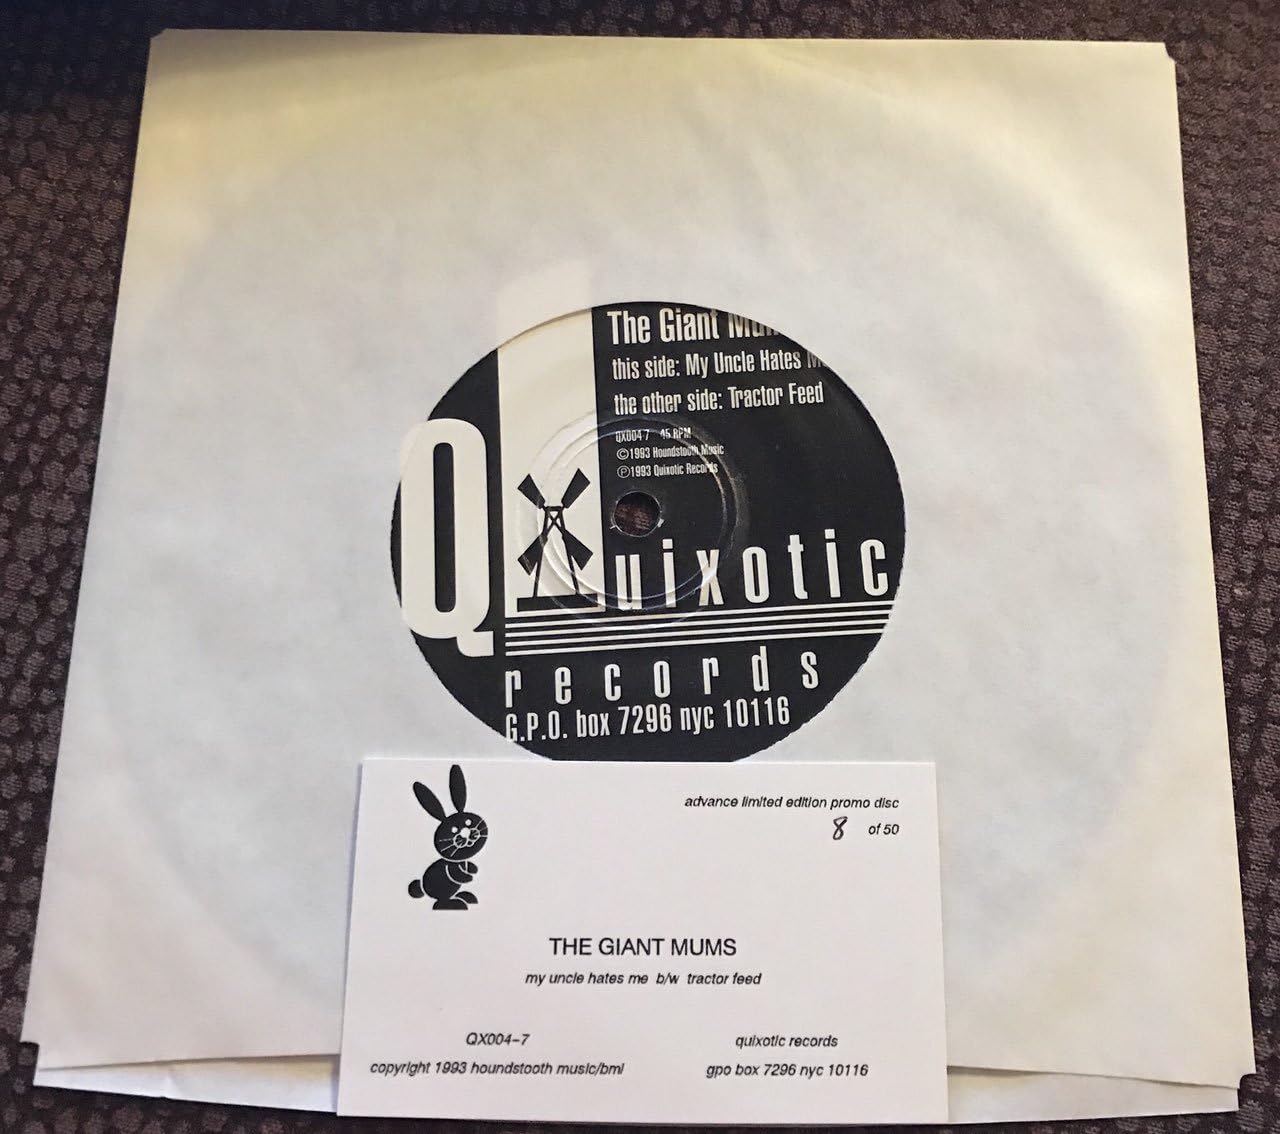 The Giant
this side: My Uncle Hates
the other side: Tractor Feed
QX004 7 45 RPM
©1993 Houndstooth Music
℗1993 Quixotic Records
Quixotic
records
G.P.O. box 7296 nyc 10116
advance limited edition promo disc
8 of 50
THE GIANT MUMS
my uncle hates me b/w tractor feed
QX004-7
quixotic records
copyright 1993 houndstooth music/bmi
gpo box 7296 nyc 10116